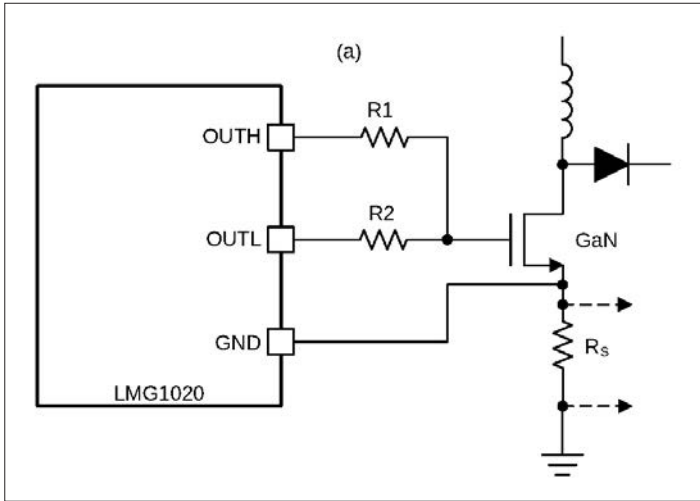 (a)
R1
OUTH
R2
OUTL
GaN
GND
Rs
LMG1020